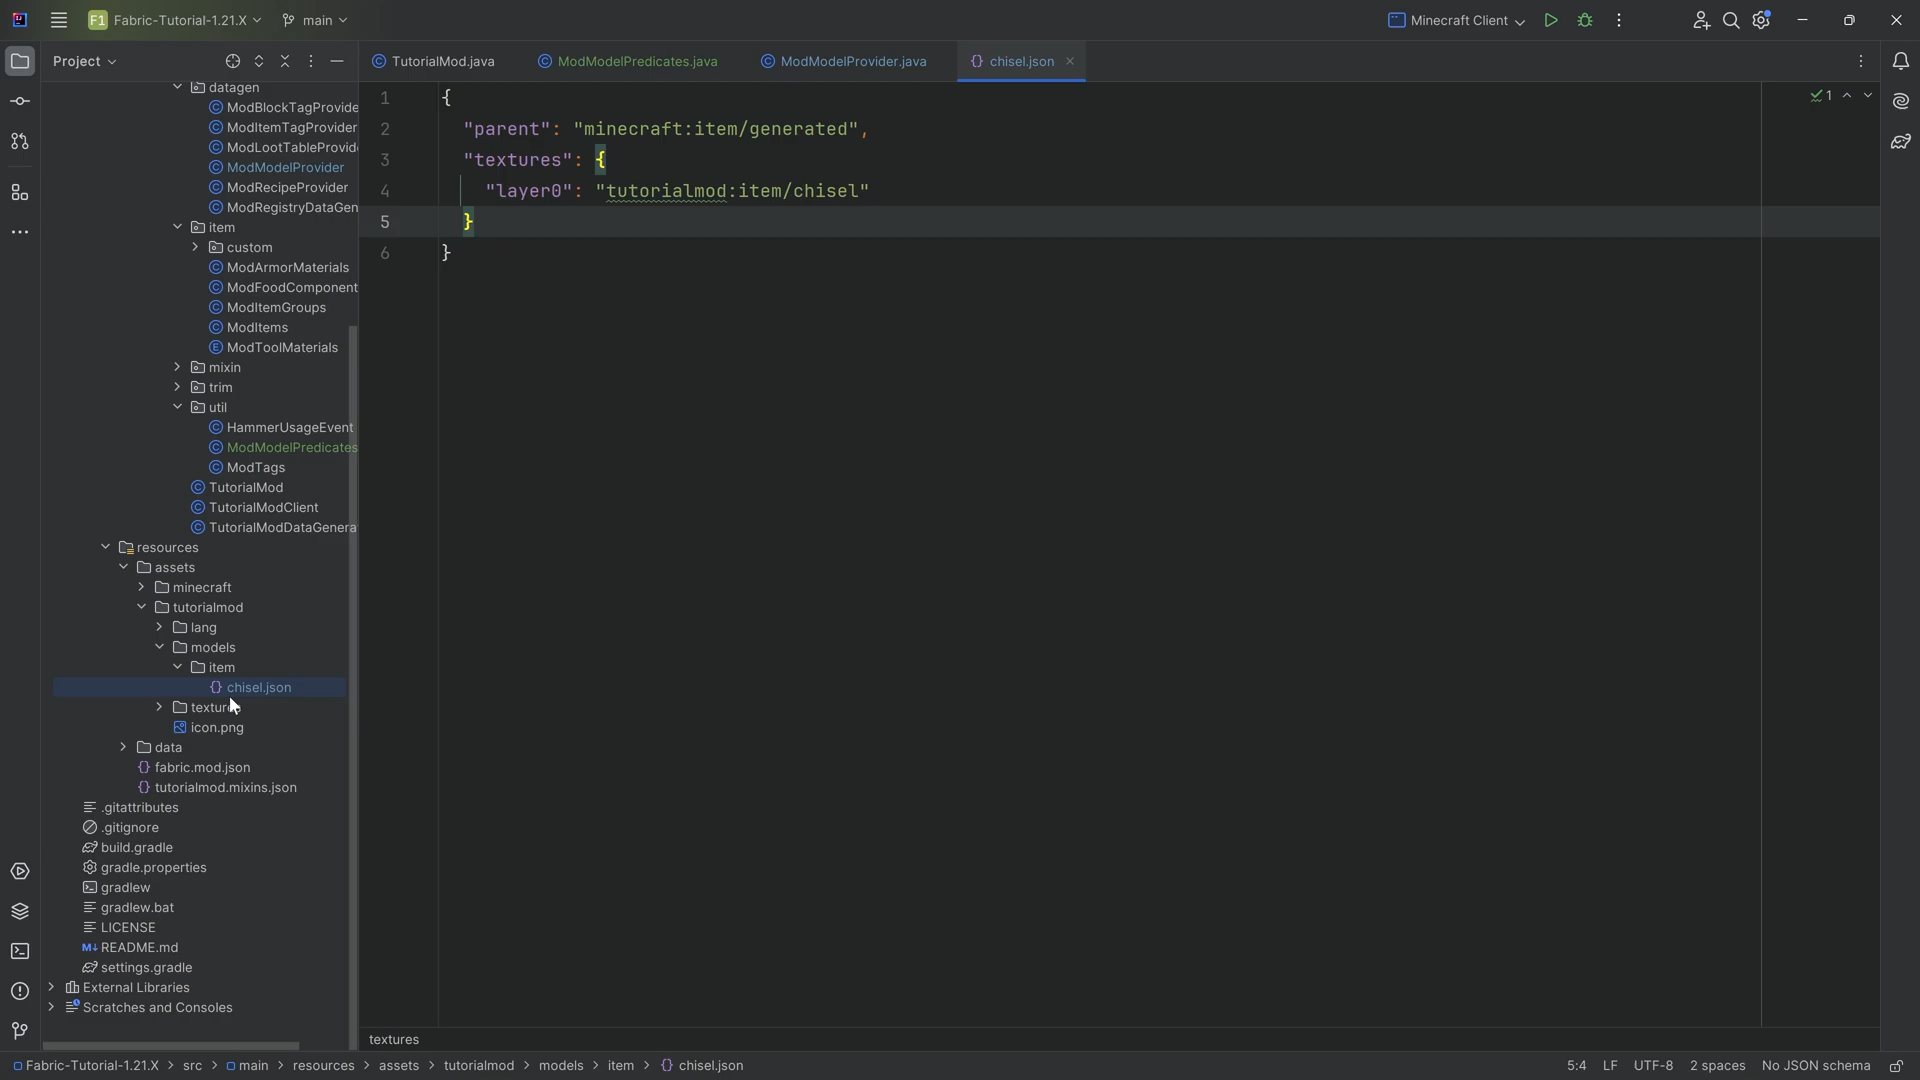 F1 Fabric-Tutorial-1.21.X main Minecraft Client
Project
TutorialMod.java ModModelPredicates.java ModModelProvider.java {} chisel.json
datagen
ModBlockTagProvide
ModItemTagProvider
ModLootTableProvid
ModModelProvider
ModRecipeProvider
ModRegistryDataGen
item
custom
ModArmorMaterials
ModFoodComponent
ModItemGroups
ModItems
ModToolMaterials
mixin
trim
util
HammerUsageEvent
ModModelPredicates
ModTags
TutorialMod
TutorialModClient
TutorialModDataGenera
resources
assets
minecraft
tutorialmod
lang
models
item
{} chisel.json
icon.png
data
{} fabric.mod.json
{} tutorialmod.mixins.json
.gitattributes
.gitignore
build.gradle
gradle.properties
gradlew
gradlew.bat
LICENSE
M↓ README.md
settings.gradle
External Libraries
Scratches and Consoles
1 {
2 "parent": "minecraft:item/generated",
3 "textures": {
4 "layer0": "tutorialmod:item/chisel"
5 }
6 }
1
textures
Fabric-Tutorial-1.21.X > src > main > resources > assets > tutorialmod > models > item > {} chisel.json
5:4 LF UTF-8 2 spaces No JSON schema